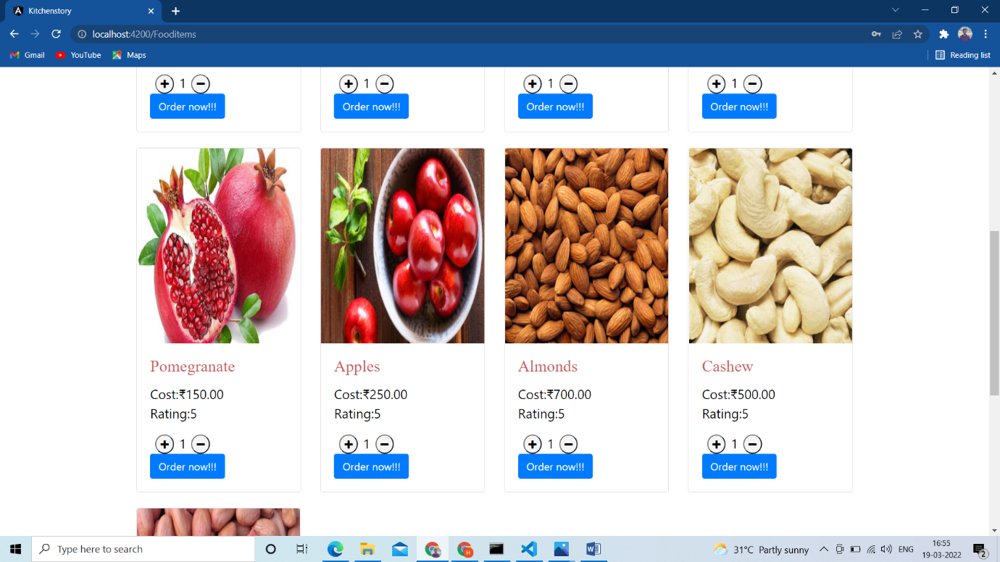 Kitchenstory
localhost:4200/Fooditems
Gmail YouTube Maps Reading list
1 1 1 1
Order now!!! Order now!!! Order now!!! Order now!!!
Pomegranate Apples Almonds Cashew
Cost:₹150.00 Cost:₹250.00 Cost:₹700.00 Cost:₹500.00
Rating:5 Rating:5 Rating:5 Rating:5
1 1 1 1
Order now!!! Order now!!! Order now!!! Order now!!!
Type here to search
H
31°C Partly sunny
ENG
16:55
19-03-2022
2